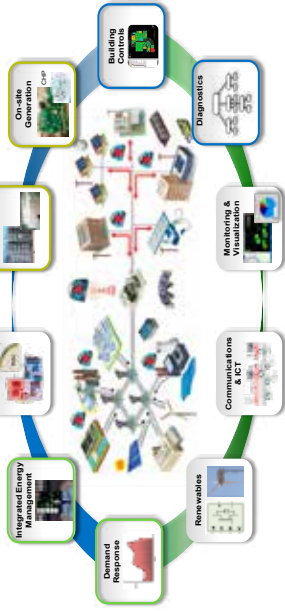 Building
Controls
On-site
Generation
CHP
Diagnostics
Monitoring &
Visualization
Communications
& ICT
Integrated Energy
Management
Renewables
Demand
Response